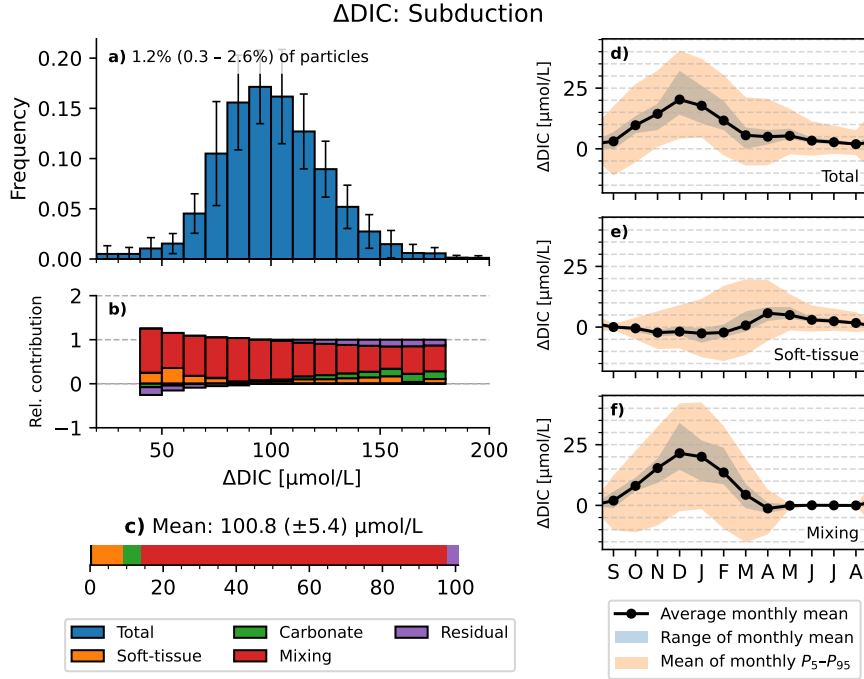 ΔDIC: Subduction
a) 1.2% (0.3 – 2.6%) of particles
0.20
0.15
0.10
0.05
0.00
Frequency
b)
2
1
0
−1
Rel. contribution
50
100
150
200
ΔDIC [μmol/L]
c) Mean: 100.8 (±5.4) μmol/L
0
20
40
60
80
100
Total
Soft-tissue
Carbonate
Mixing
Residual
d)
25
0
ΔDIC [μmol/L]
Total
e)
25
0
ΔDIC [μmol/L]
Soft-tissue
f)
25
0
ΔDIC [μmol/L]
Mixing
S O N D J F M A M J J A
Average monthly mean
Range of monthly mean
Mean of monthly P5–P95